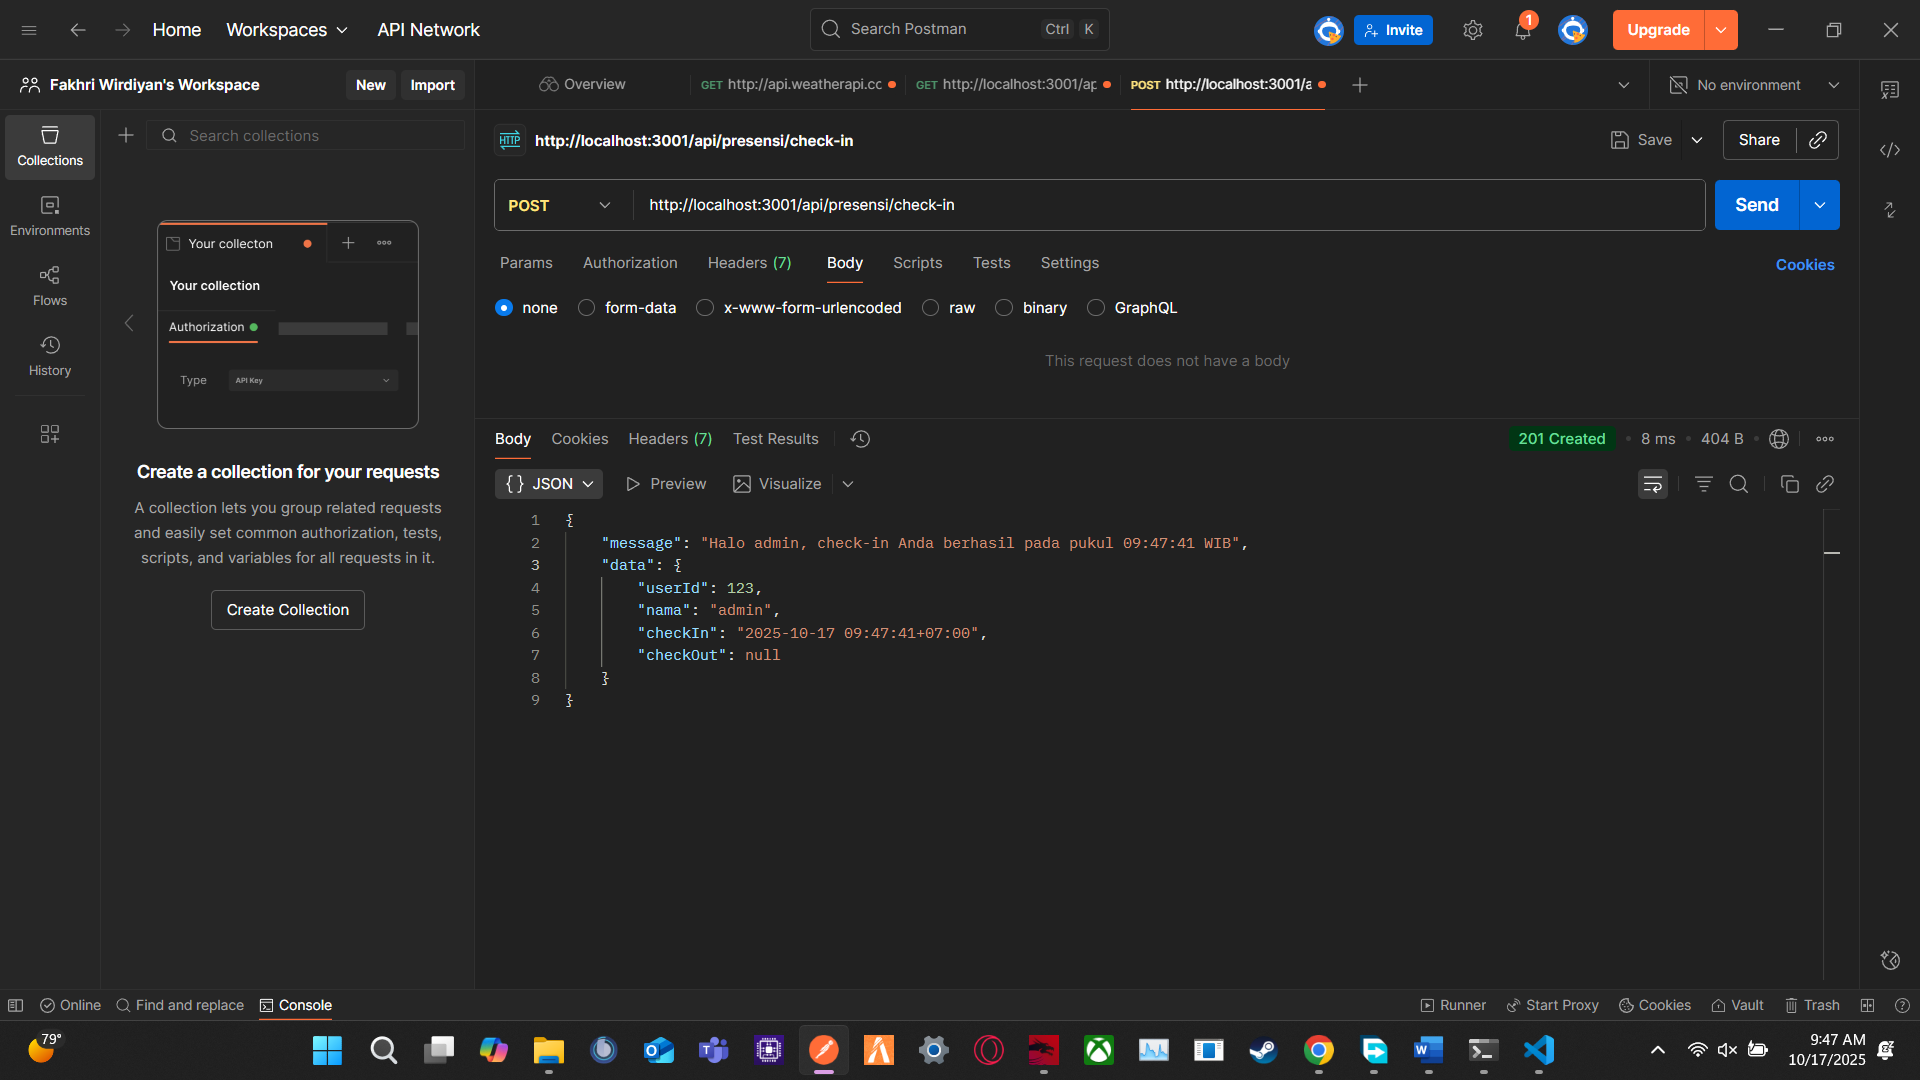 Home
Workspaces
API Network
Search Postman
Ctrl
K
Invite
1
Upgrade
Fakhri Wirdiyan's Workspace
New
Import
Overview
GET http://api.weatherapi.cc
GET http://localhost:3001/ap
POST http://localhost:3001/a
No environment
Collections
Environments
Flows
History
Search collections
Your collecton
Your collection
Authorization
Type
API Key
Create a collection for your requests
A collection lets you group related requests
and easily set common authorization, tests,
scripts, and variables for all requests in it.
Create Collection
HTTP
http://localhost:3001/api/presensi/check-in
Save
Share
POST
http://localhost:3001/api/presensi/check-in
Send
Params
Authorization
Headers (7)
Body
Scripts
Tests
Settings
Cookies
none
form-data
x-www-form-urlencoded
raw
binary
GraphQL
This request does not have a body
Body
Cookies
Headers (7)
Test Results
201 Created
8 ms
404 B
{} JSON
Preview
Visualize
1 {
2 "message": "Halo admin, check-in Anda berhasil pada pukul 09:47:41 WIB",
3 "data": {
4 "userId": 123,
5 "nama": "admin",
6 "checkIn": "2025-10-17 09:47:41+07:00",
7 "checkOut": null
8 }
9 }
Online
Find and replace
Console
Runner
Start Proxy
Cookies
Vault
Trash
79°
9:47 AM
10/17/2025